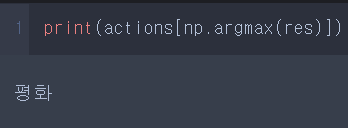 1 print(actions[np.argmax(res)])
평화